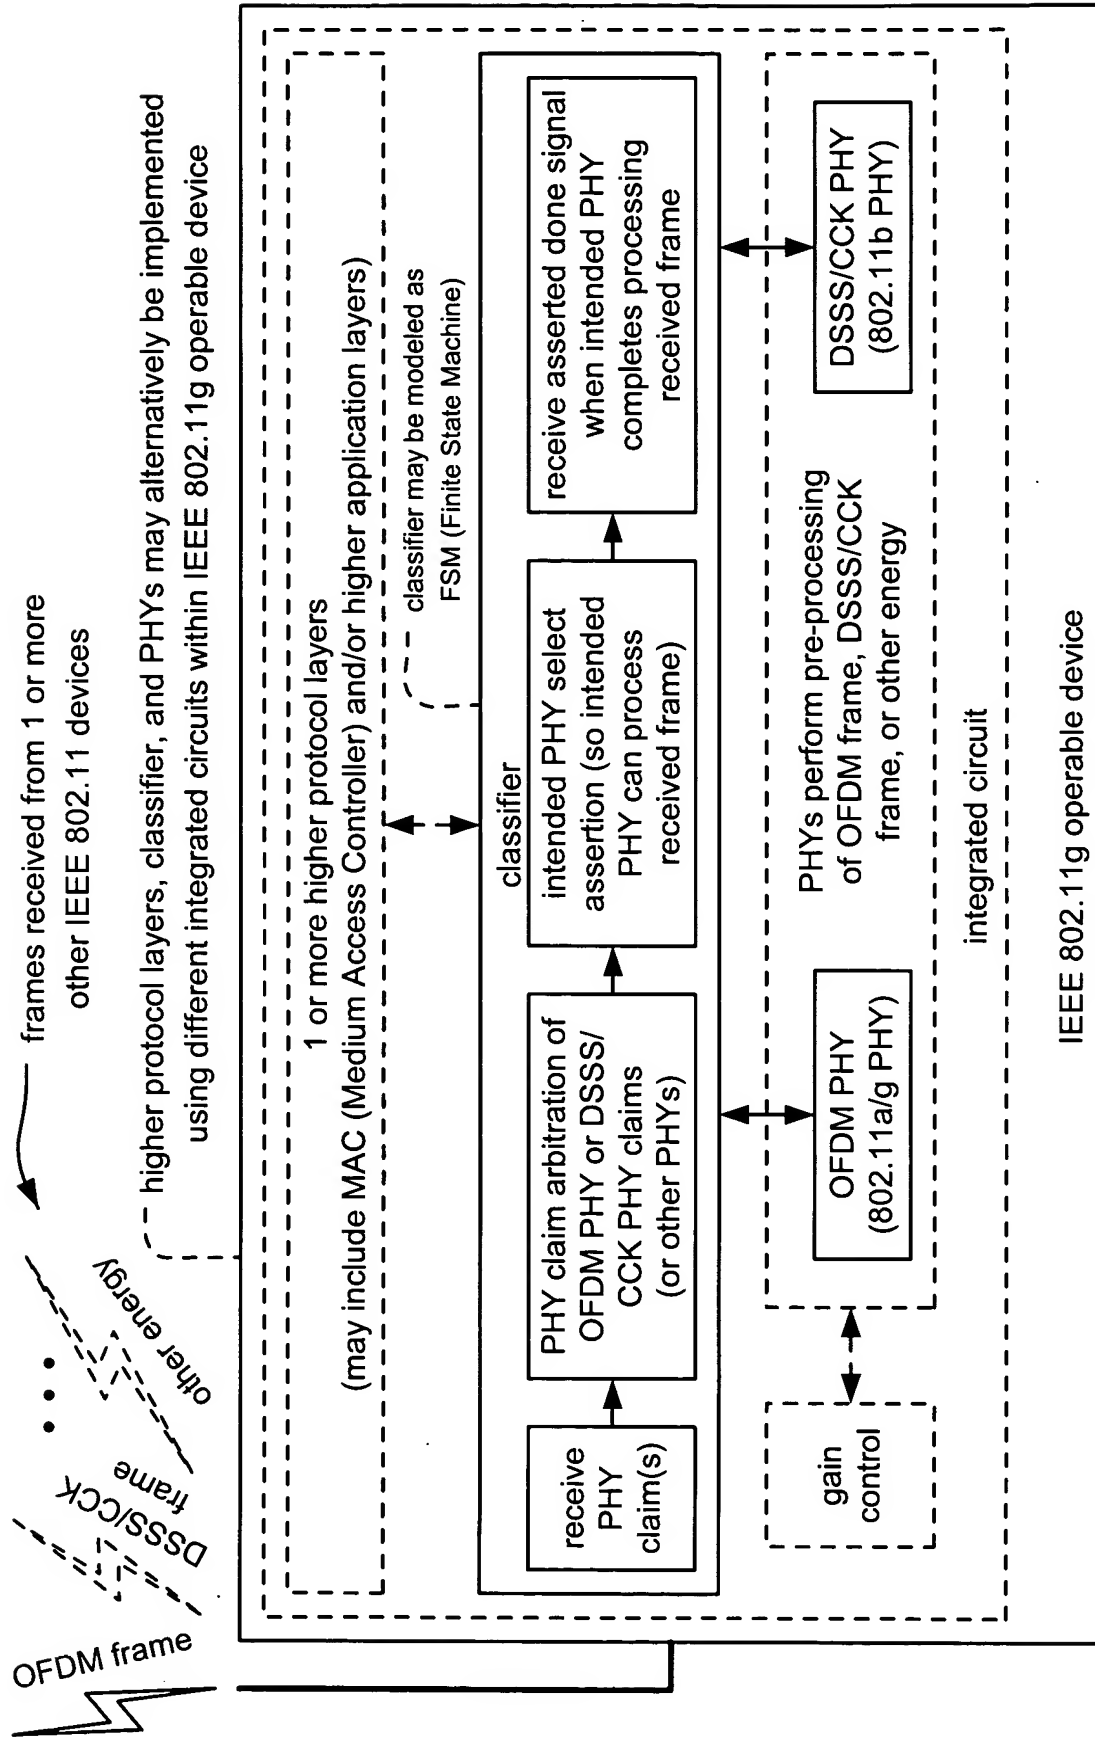 frames received from 1 or more
other IEEE 802.11 devices
OFDM frame
DSSS/CCK
frame
other energy
higher protocol layers, classifier, and PHYs may alternatively be implemented
using different integrated circuits within IEEE 802.11g operable device
1 or more higher protocol layers
(may include MAC (Medium Access Controller) and/or higher application layers)
classifier may be modeled as
FSM (Finite State Machine)
classifier
receive
PHY
claim(s)
PHY claim arbitration of
OFDM PHY or DSSS/
CCK PHY claims
(or other PHYs)
intended PHY select
assertion (so intended
PHY can process
received frame)
receive asserted done signal
when intended PHY
completes processing
received frame
gain
control
OFDM PHY
(802.11a/g PHY)
PHYs perform pre-processing
of OFDM frame, DSSS/CCK
frame, or other energy
DSSS/CCK PHY
(802.11b PHY)
integrated circuit
IEEE 802.11g operable device